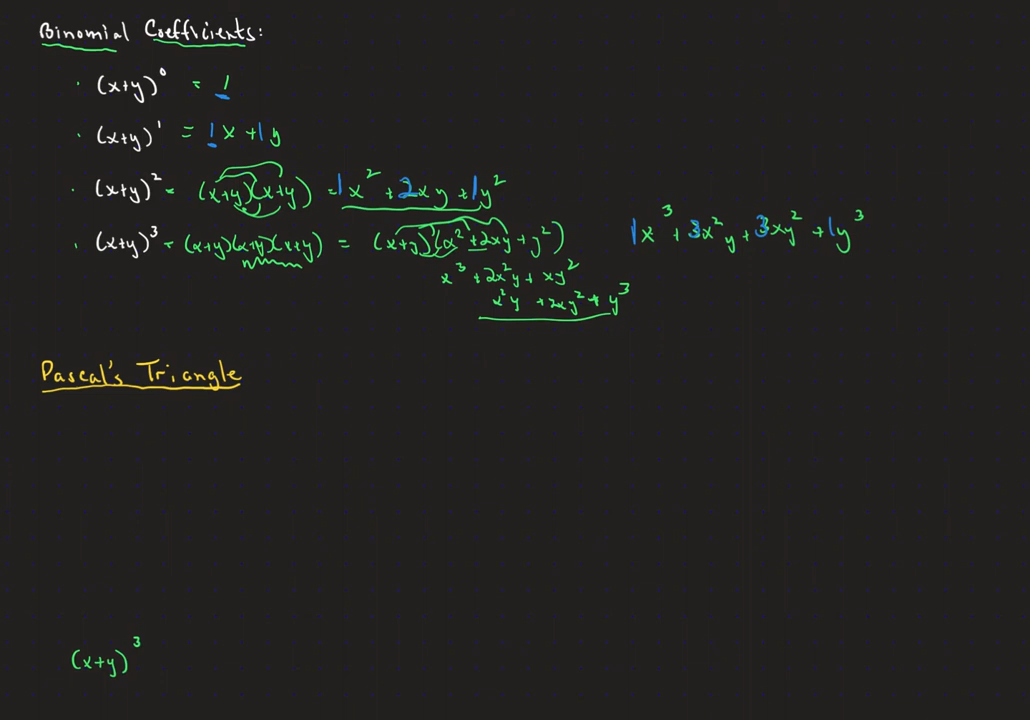 Binomial Coefficients:
· (x+y)⁰ = 1
· (x+y)¹ = 1x + 1y
· (x+y)² = (x+y)(x+y) = 1x² + 2xy + 1y²
· (x+y)³ = (x+y)(x+y)(x+y) = (x+y)(x² + 2xy + y²) 1x³ + 3x²y + 3xy² + 1y³
x³ + 2x²y + xy²
x²y + 2xy² + y³
Pascal's Triangle
(x+y)³